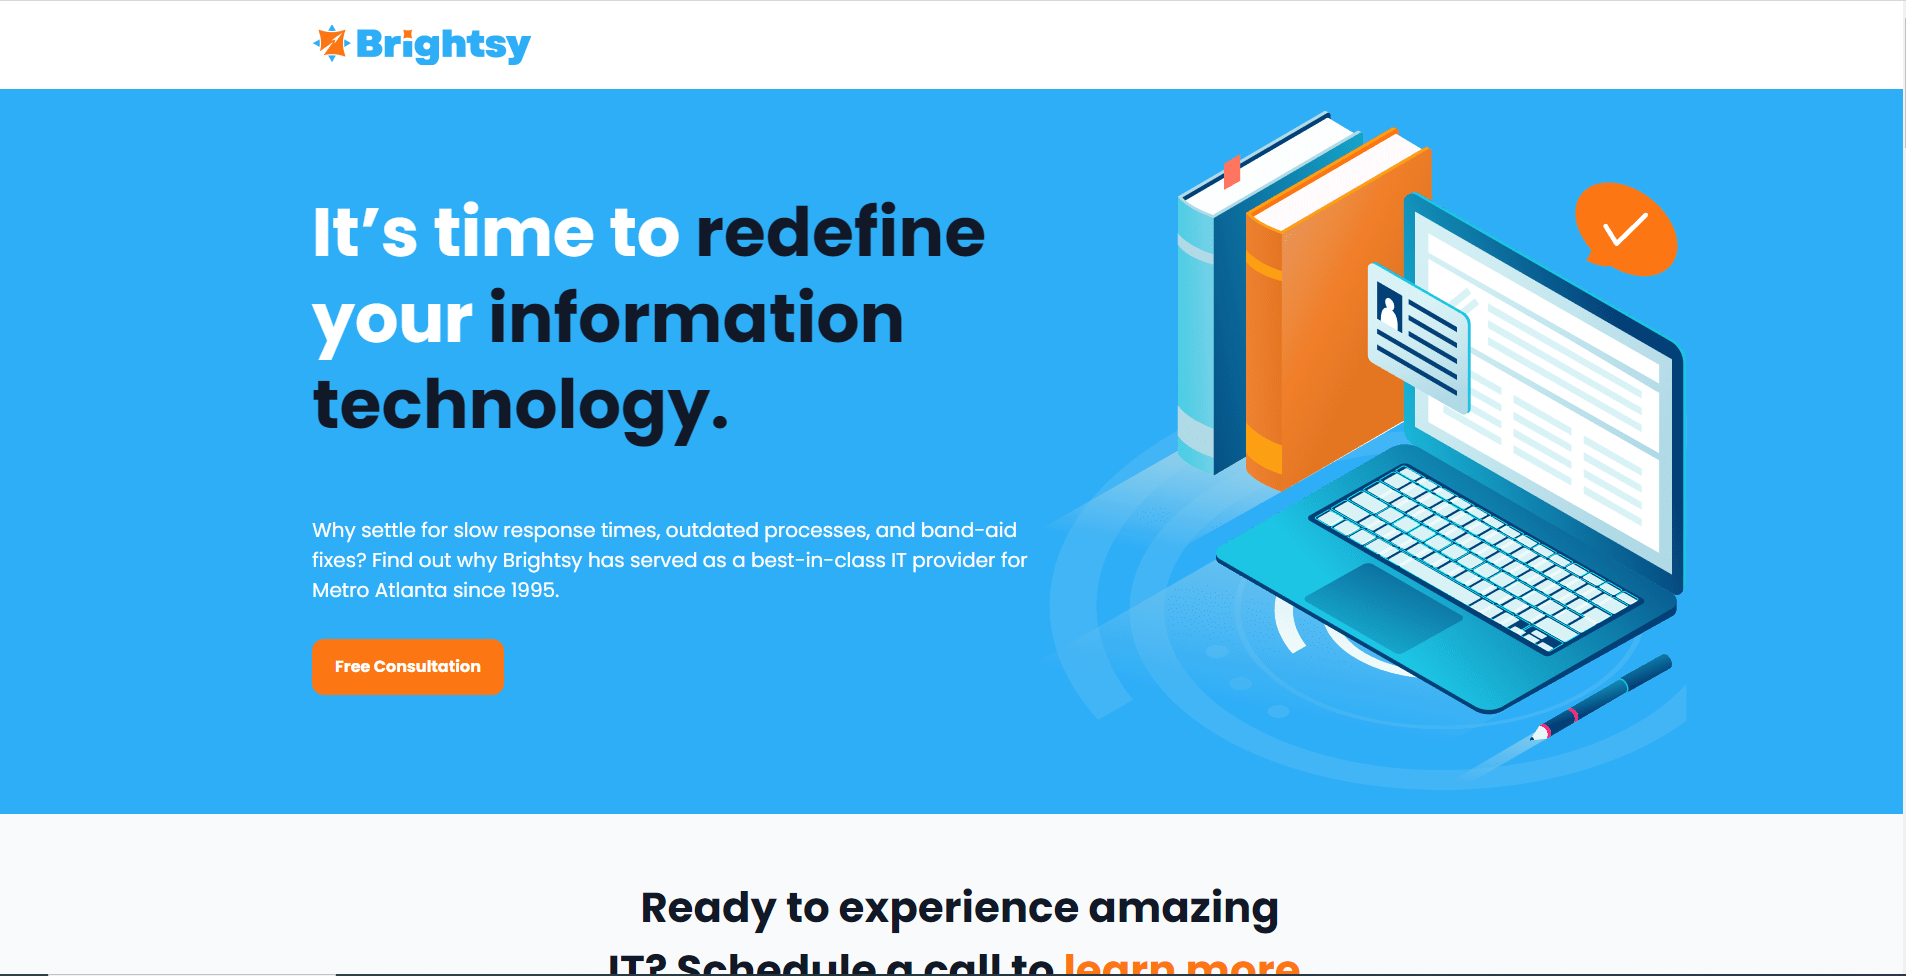 Brightsy
It’s time to redefine
your information
technology.
Why settle for slow response times, outdated processes, and band-aid
fixes? Find out why Brightsy has served as a best-in-class IT provider for
Metro Atlanta since 1995.
Free Consultation
Ready to experience amazing
IT? Schedule a call to learn more